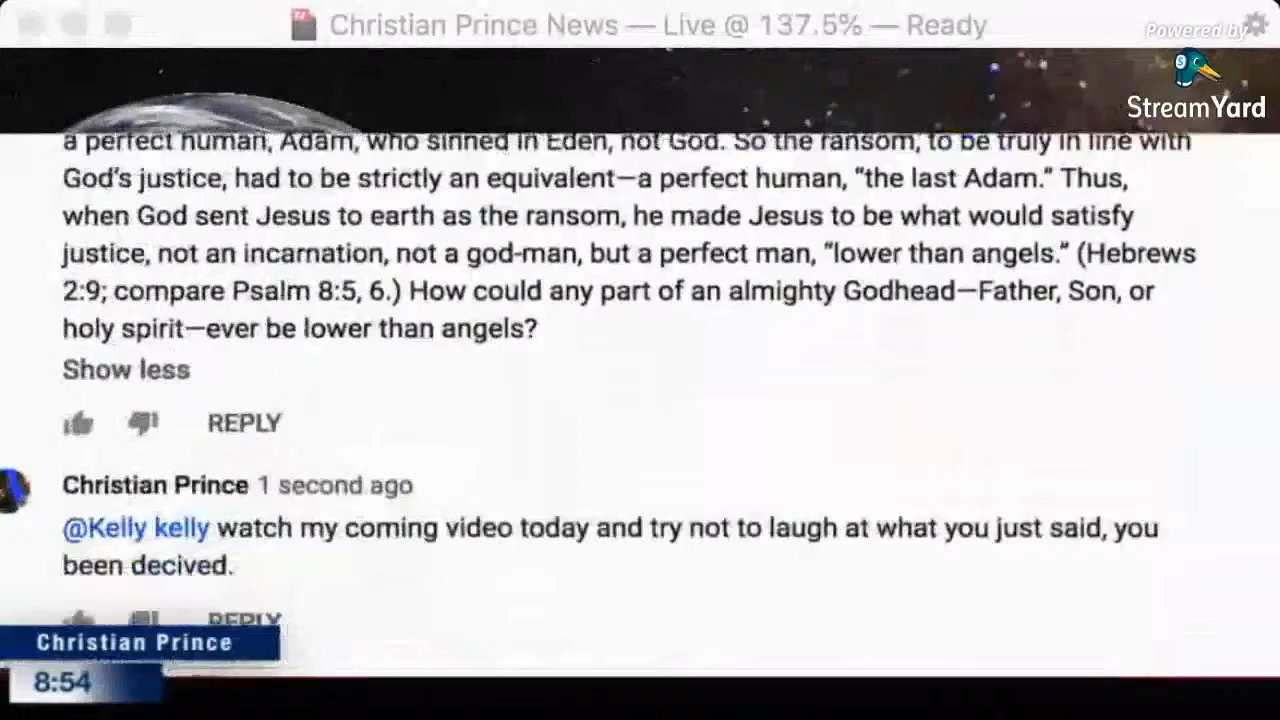 Christian Prince News — Live @ 137.5% — Ready
Powered by
StreamYard
a perfect human, Adam, who sinned in Eden, not God. So the ransom, to be truly in line with
God's justice, had to be strictly an equivalent—a perfect human, “the last Adam.” Thus,
when God sent Jesus to earth as the ransom, he made Jesus to be what would satisfy
justice, not an incarnation, not a god-man, but a perfect man, “lower than angels.” (Hebrews
2:9; compare Psalm 8:5, 6.) How could any part of an almighty Godhead—Father, Son, or
holy spirit—ever be lower than angels?
Show less
REPLY
Christian Prince 1 second ago
@Kelly kelly watch my coming video today and try not to laugh at what you just said, you
been decived.
REPLY
Christian Prince
8:54